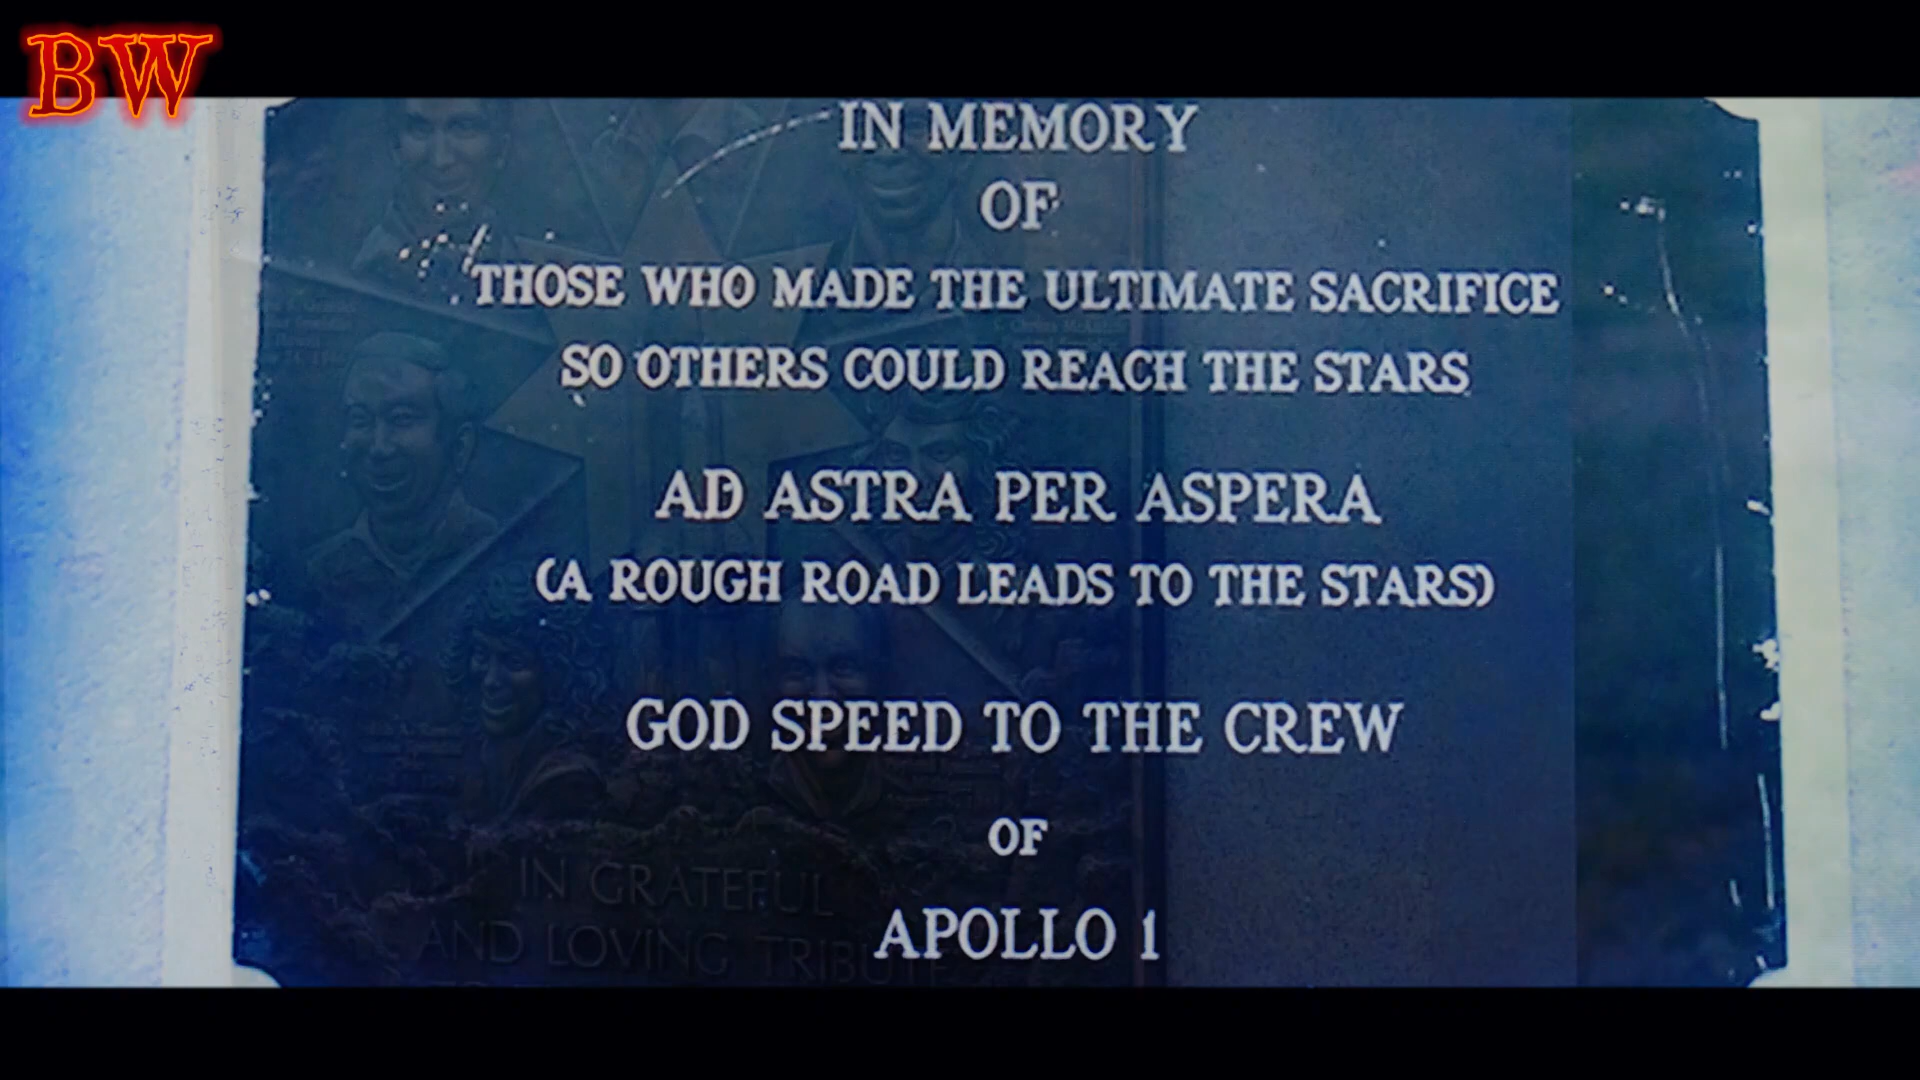 BW
IN MEMORY
OF
THOSE WHO MADE THE ULTIMATE SACRIFICE
SO OTHERS COULD REACH THE STARS
AD ASTRA PER ASPERA
(A ROUGH ROAD LEADS TO THE STARS)
GOD SPEED TO THE CREW
OF
APOLLO 1
IN GRATEFUL
AND LOVING TRIBUTE